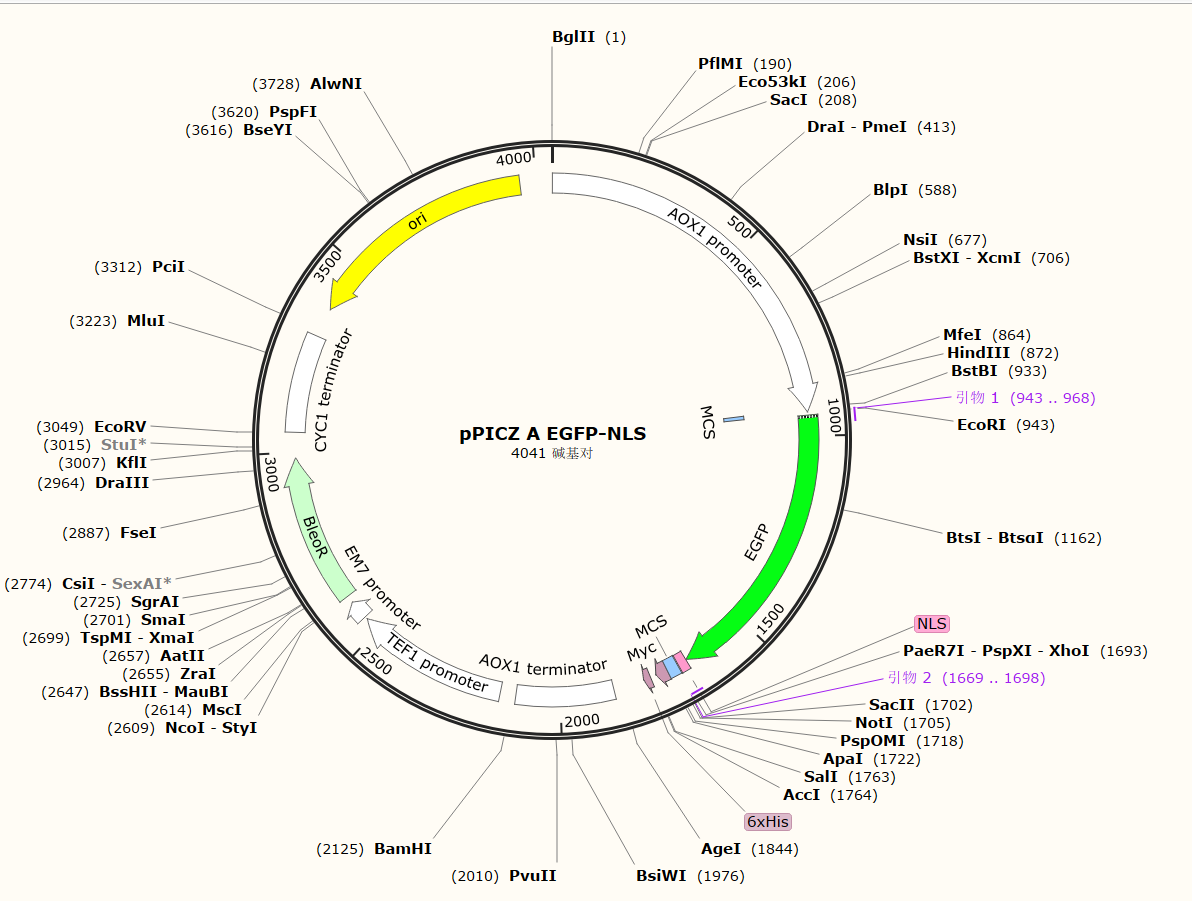 BglII (1)
PflMI (190)
Eco53kI (206)
SacI (208)
DraI - PmeI (413)
BlpI (588)
NsiI (677)
BstXI - XcmI (706)
MfeI (864)
HindIII (872)
BstBI (933)
引物 1 (943 .. 968)
EcoRI (943)
BtsI - BtsαI (1162)
NLS
PaeR7I - PspXI - XhoI (1693)
引物 2 (1669 .. 1698)
SacII (1702)
NotI (1705)
PspOMI (1718)
ApaI (1722)
SalI (1763)
AccI (1764)
6xHis
AgeI (1844)
BsiWI (1976)
(2010) PvuII
(2125) BamHI
(2609) NcoI - StyI
(2614) MscI
(2647) BssHII - MauBI
(2655) ZraI
(2657) AatII
(2699) TspMI - XmaI
(2701) SmaI
(2725) SgrAI
(2774) CsiI - SexAI*
(2887) FseI
(2964) DraIII
(3007) KflI
(3015) StuI*
(3049) EcoRV
(3223) MluI
(3312) PciI
(3616) BseYI
(3620) PspFI
(3728) AlwNI
4000
500
1000
1500
2000
2500
3000
3500
AOX1 promoter
MCS
EGFP
MCS
Myc
AOX1 terminator
TEF1 promoter
EM7 promoter
BleoR
CYC1 terminator
ori
pPICZ A EGFP-NLS
4041 碱基对